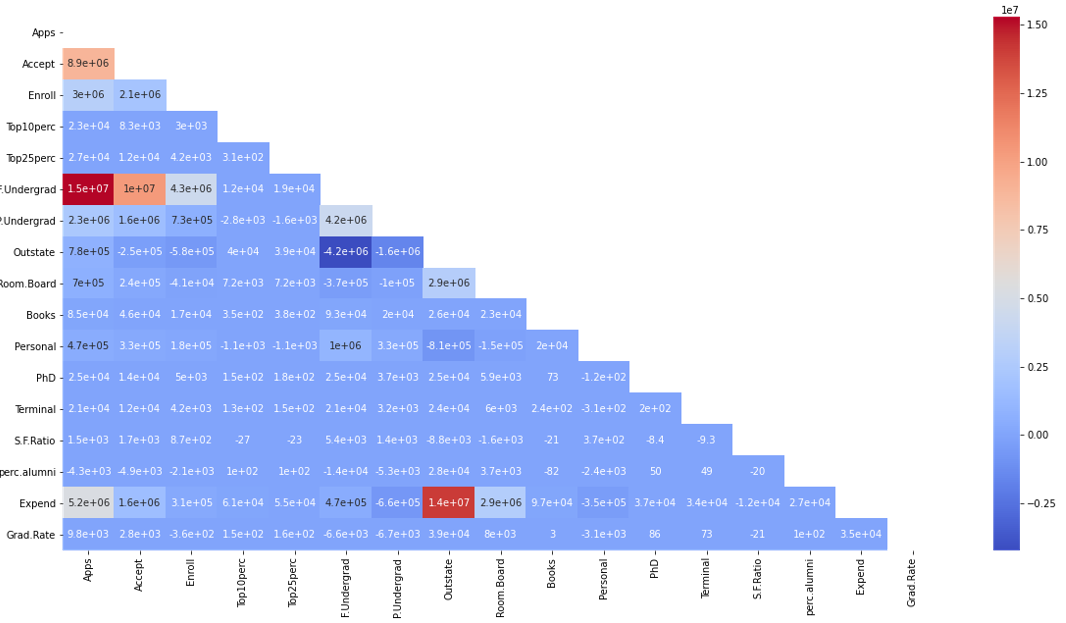 1e7
Apps
1.50
Accept 8.9e+06
Enroll 3e+06 2.1e+06
1.25
Top10perc 2.3e+04 8.3e+03 3e+03
Top25perc 2.7e+04 1.2e+04 4.2e+03 3.1e+02
1.00
F.Undergrad 1.5e+07 1e+07 4.3e+06 1.2e+04 1.9e+04
P.Undergrad 2.3e+06 1.6e+06 7.3e+05 -2.8e+03 -1.6e+03 4.2e+06
0.75
Outstate 7.8e+05 -2.5e+05 -5.8e+05 4e+04 3.9e+04 -4.2e+06 -1.6e+06
Room.Board 7e+05 2.4e+05 -4.1e+04 7.2e+03 7.2e+03 -3.7e+05 -1e+05 2.9e+06
0.50
Books 8.5e+04 4.6e+04 1.7e+04 3.5e+02 3.8e+02 9.3e+04 2e+04 2.6e+04 2.3e+04
Personal 4.7e+05 3.3e+05 1.8e+05 -1.1e+03 -1.1e+03 1e+06 3.3e+05 -8.1e+05 -1.5e+05 2e+04
0.25
PhD 2.5e+04 1.4e+04 5e+03 1.5e+02 1.8e+02 2.5e+04 3.7e+03 2.5e+04 5.9e+03 73 -1.2e+02
Terminal 2.1e+04 1.2e+04 4.2e+03 1.3e+02 1.5e+02 2.1e+04 3.2e+03 2.4e+04 6e+03 2.4e+02 -3.1e+02 2e+02
0.00
S.F.Ratio 1.5e+03 1.7e+03 8.7e+02 -27 -23 5.4e+03 1.4e+03 -8.8e+03 -1.6e+03 -21 3.7e+02 -8.4 -9.3
perc.alumni -4.3e+03 -4.9e+03 -2.1e+03 1e+02 1e+02 -1.4e+04 -5.3e+03 2.8e+04 3.7e+03 -82 -2.4e+03 50 49 -20
Expend 5.2e+06 1.6e+06 3.1e+05 6.1e+04 5.5e+04 4.7e+05 -6.6e+05 1.4e+07 2.9e+06 9.7e+04 -3.5e+05 3.7e+04 3.4e+04 -1.2e+04 2.7e+04
−0.25
Grad.Rate 9.8e+03 2.8e+03 -3.6e+02 1.5e+02 1.6e+02 -6.6e+03 -6.7e+03 3.9e+04 8e+03 3 -3.1e+03 86 73 -21 1e+02 3.5e+04
Apps Accept Enroll Top10perc Top25perc F.Undergrad P.Undergrad Outstate Room.Board Books Personal PhD Terminal S.F.Ratio perc.alumni Expend Grad.Rate